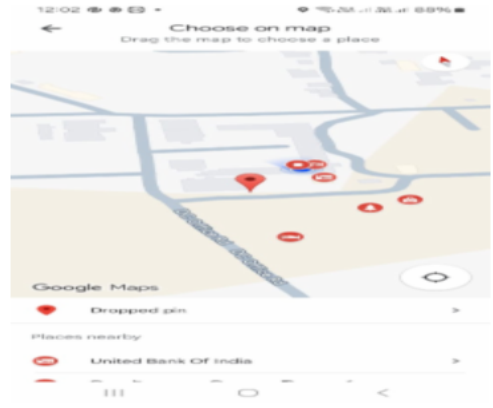 12:02
88%
Choose on map
Drag the map to choose a place
Google Maps
Dropped pin
Places nearby
United Bank Of India